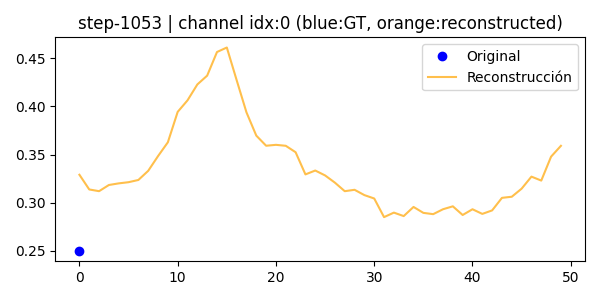 step-1053 | channel idx:0 (blue:GT, orange:reconstructed)
Original
Reconstrucción
0.45
0.40
0.35
0.30
0.25
0 10 20 30 40 50